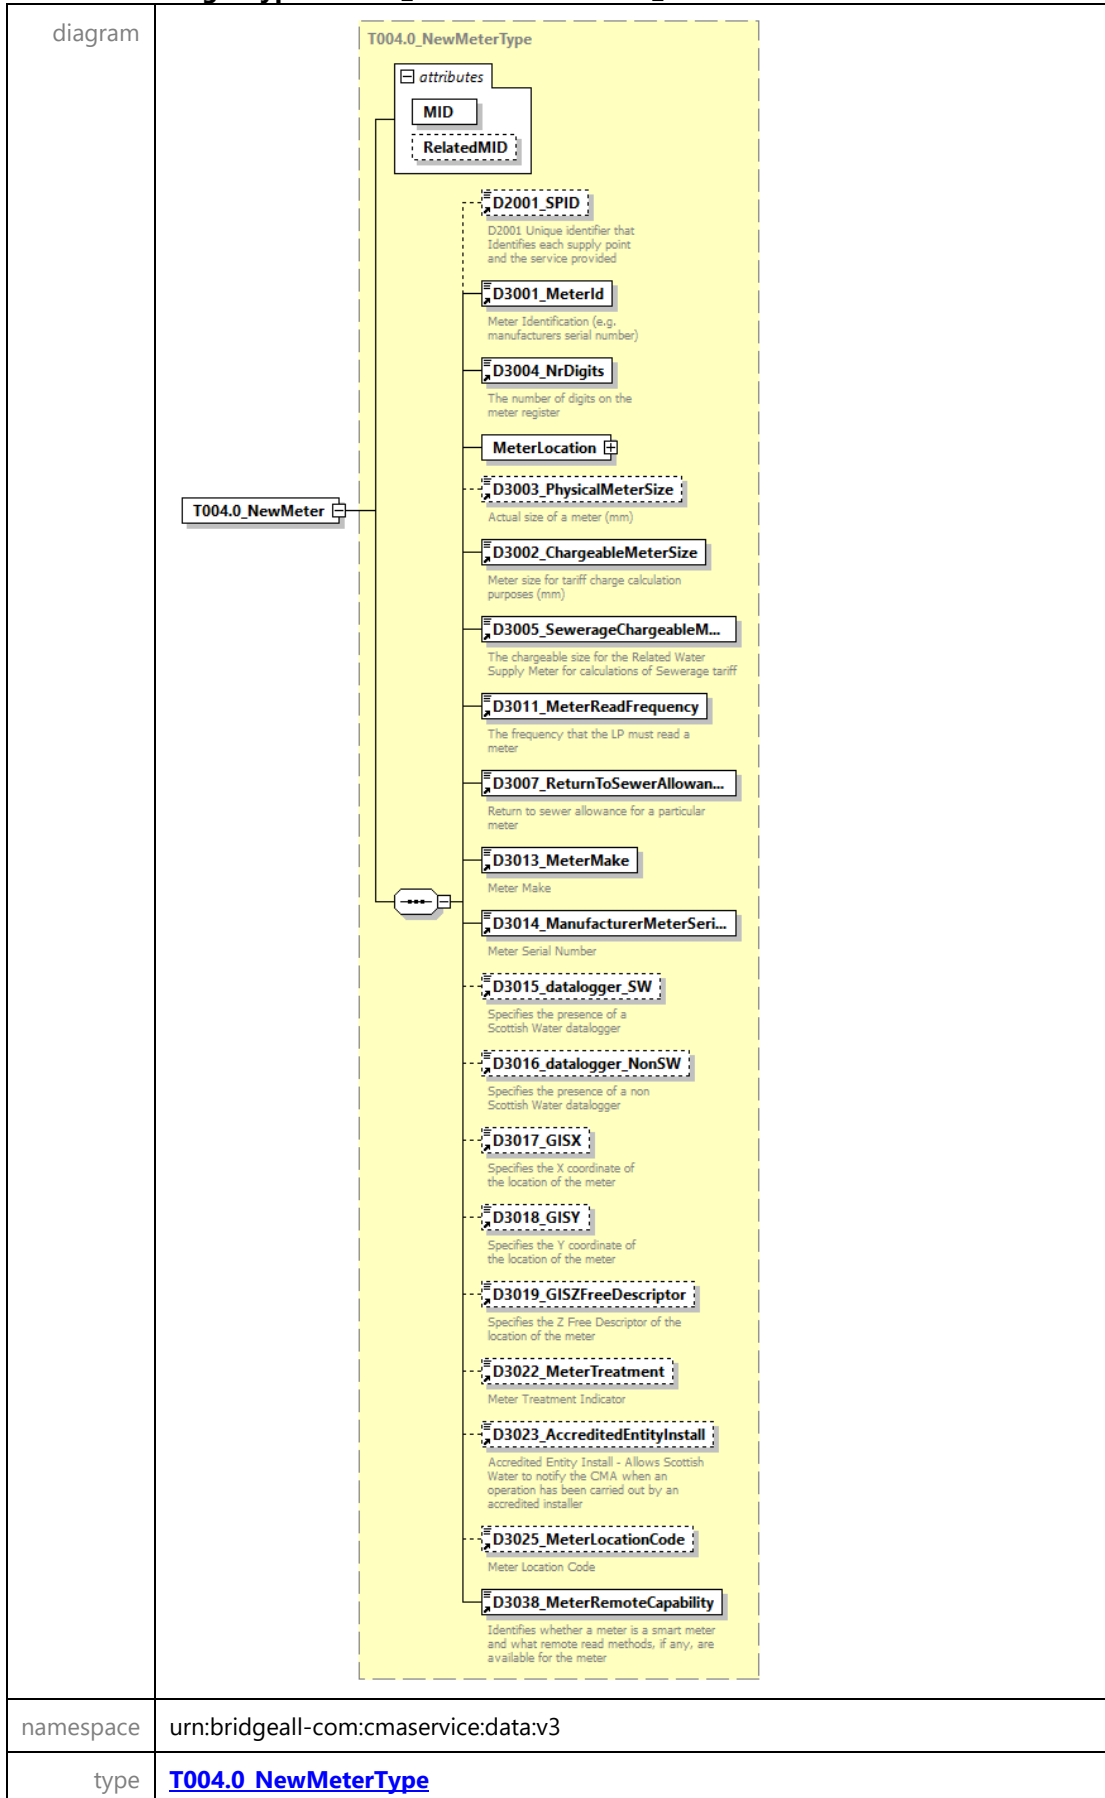 diagram
T004.0_NewMeterType
attributes
MID
RelatedMID
D2001_SPID
D2001 Unique identifier that
Identifies each supply point
and the service provided
D3001_MeterId
Meter Identification (e.g.
manufacturers serial number)
D3004_NrDigits
The number of digits on the
meter register
MeterLocation
D3003_PhysicalMeterSize
Actual size of a meter (mm)
T004.0_NewMeter
D3002_ChargeableMeterSize
Meter size for tariff charge calculation
purposes (mm)
D3005_SewerageChargeableM...
The chargeable size for the Related Water
Supply Meter for calculations of Sewerage tariff
D3011_MeterReadFrequency
The frequency that the LP must read a
meter
D3007_ReturnToSewerAllowan...
Return to sewer allowance for a particular
meter
D3013_MeterMake
Meter Make
D3014_ManufacturerMeterSeri...
Meter Serial Number
D3015_datalogger_SW
Specifies the presence of a
Scottish Water datalogger
D3016_datalogger_NonSW
Specifies the presence of a non
Scottish Water datalogger
D3017_GISX
Specifies the X coordinate of
the location of the meter
D3018_GISY
Specifies the Y coordinate of
the location of the meter
D3019_GISZFreeDescriptor
Specifies the Z Free Descriptor of the
location of the meter
D3022_MeterTreatment
Meter Treatment Indicator
D3023_AccreditedEntityInstall
Accredited Entity Install - Allows Scottish
Water to notify the CMA when an
operation has been carried out by an
accredited installer
D3025_MeterLocationCode
Meter Location Code
D3038_MeterRemoteCapability
Identifies whether a meter is a smart meter
and what remote read methods, if any, are
available for the meter
namespace urn:bridgeall-com:cmaservice:data:v3
type T004.0_NewMeterType